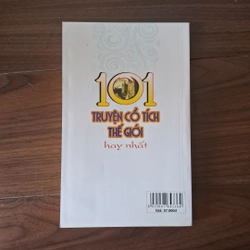 101
TRUYỆN CỔ TÍCH
THẾ GIỚI
hay nhất